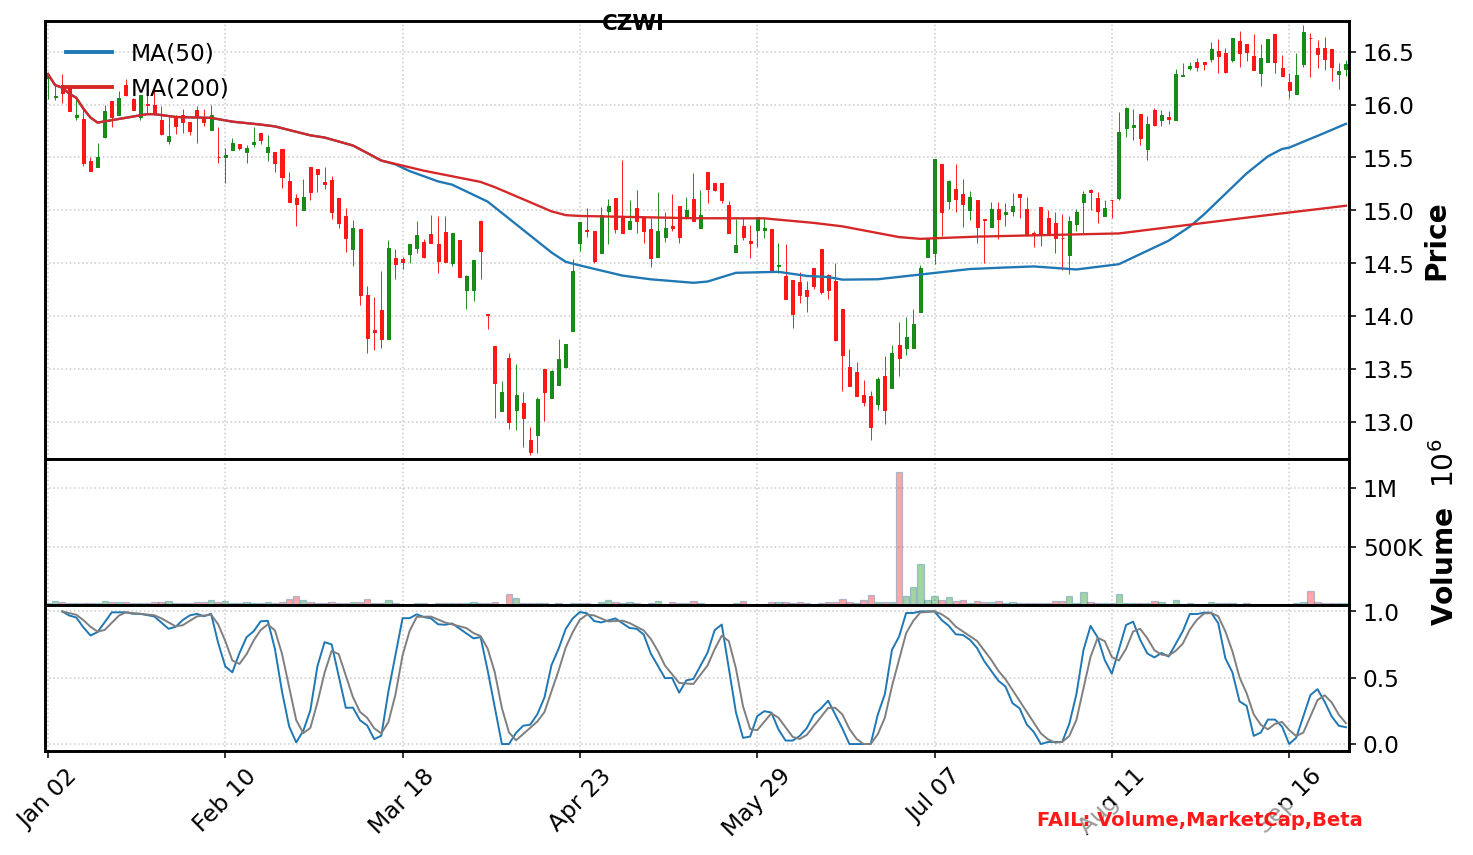 CZWI
MA(50)
MA(200)
16.5
16.0
15.5
15.0
14.5
14.0
13.5
13.0
Price
1M
500K
Volume 10^6
1.0
0.5
0.0
Jan 02
Feb 10
Mar 18
Apr 23
May 29
Jul 07
Aug 11
Sep 16
FAIL: Volume,MarketCap,Beta